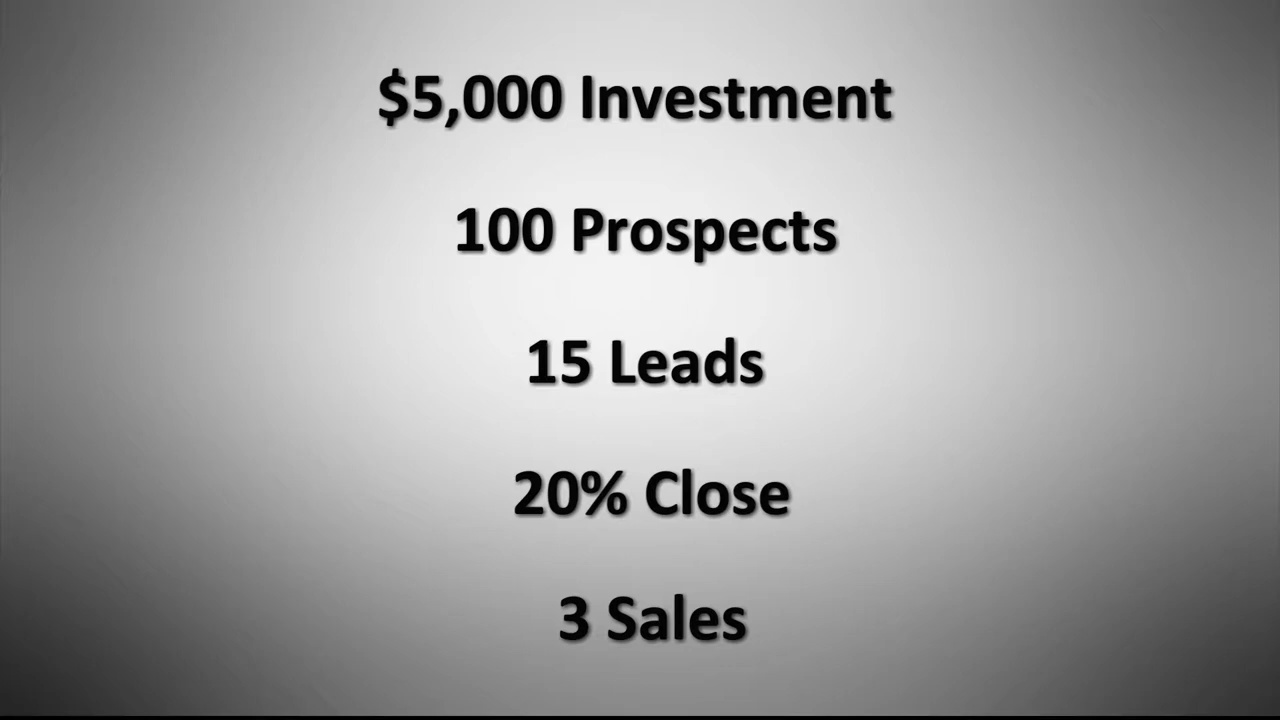 $5,000 Investment
100 Prospects
15 Leads
20% Close
3 Sales